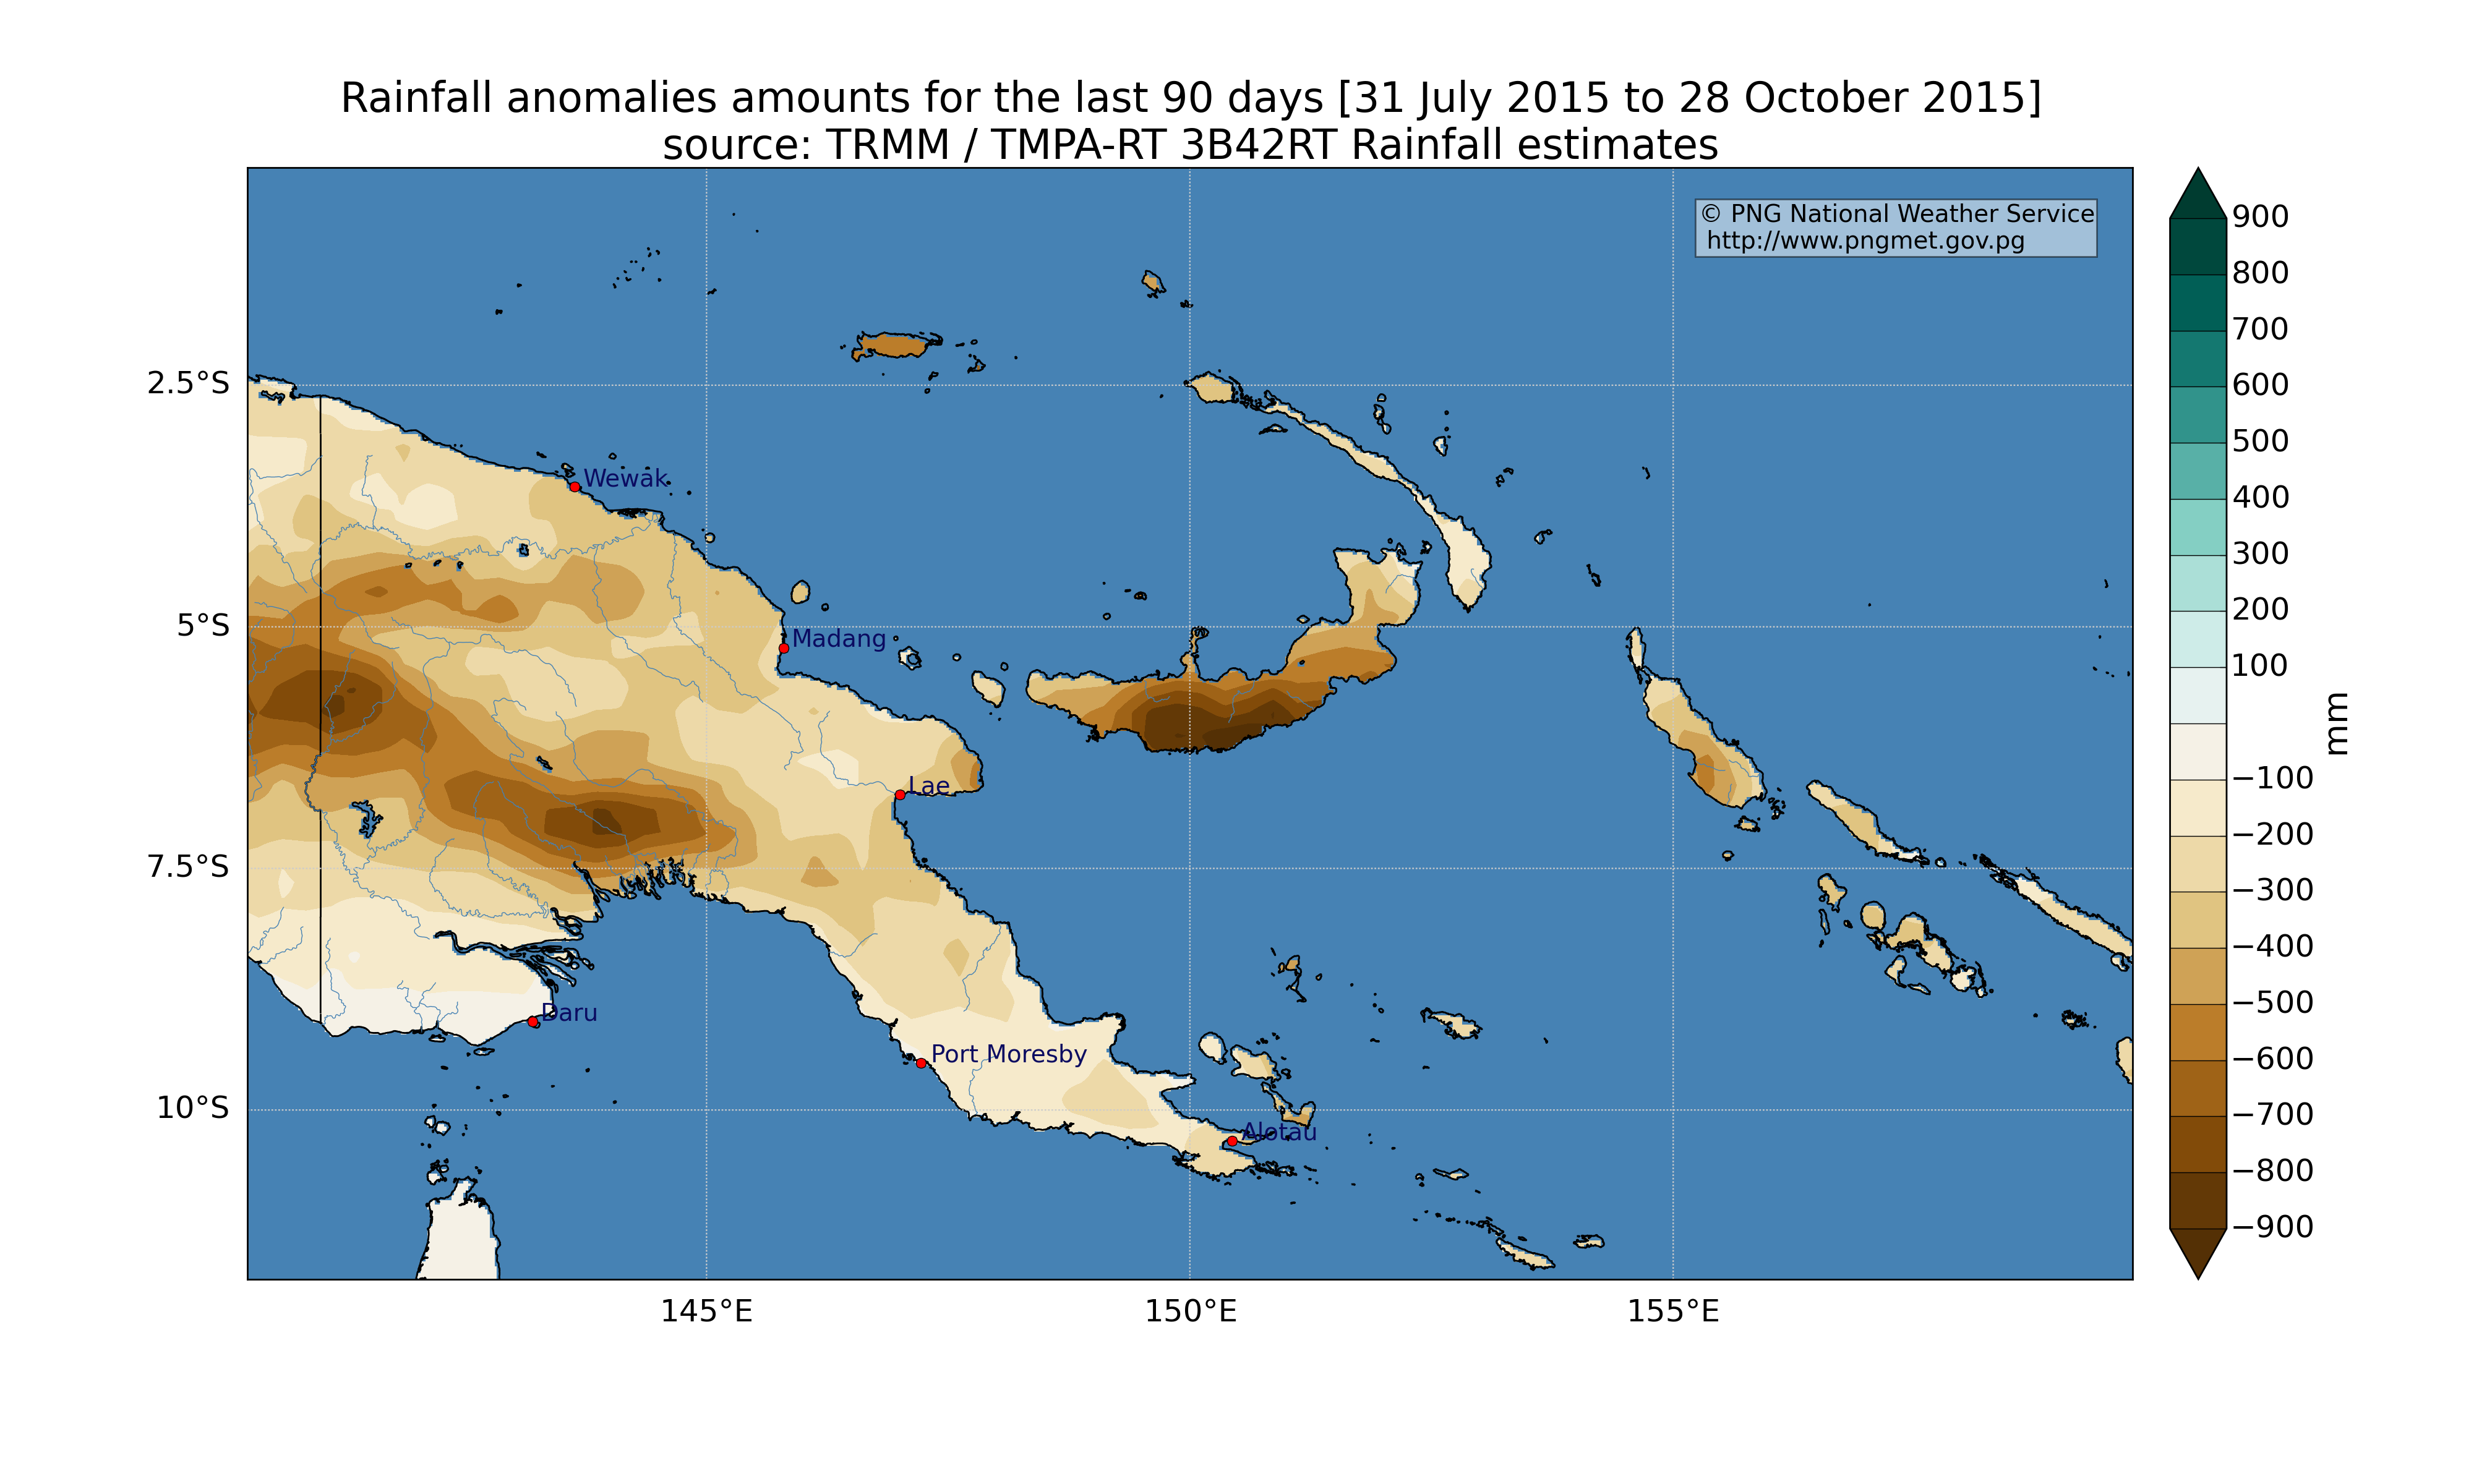 Rainfall anomalies amounts for the last 90 days [31 July 2015 to 28 October 2015]
source: TRMM / TMPA-RT 3B42RT Rainfall estimates
© PNG National Weather Service
http://www.pngmet.gov.pg
2.5°S
5°S
7.5°S
10°S
Wewak
Madang
Lae
Daru
Port Moresby
Alotau
145°E
150°E
155°E
900
800
700
600
500
400
300
200
100
−100
−200
−300
−400
−500
−600
−700
−800
−900
mm